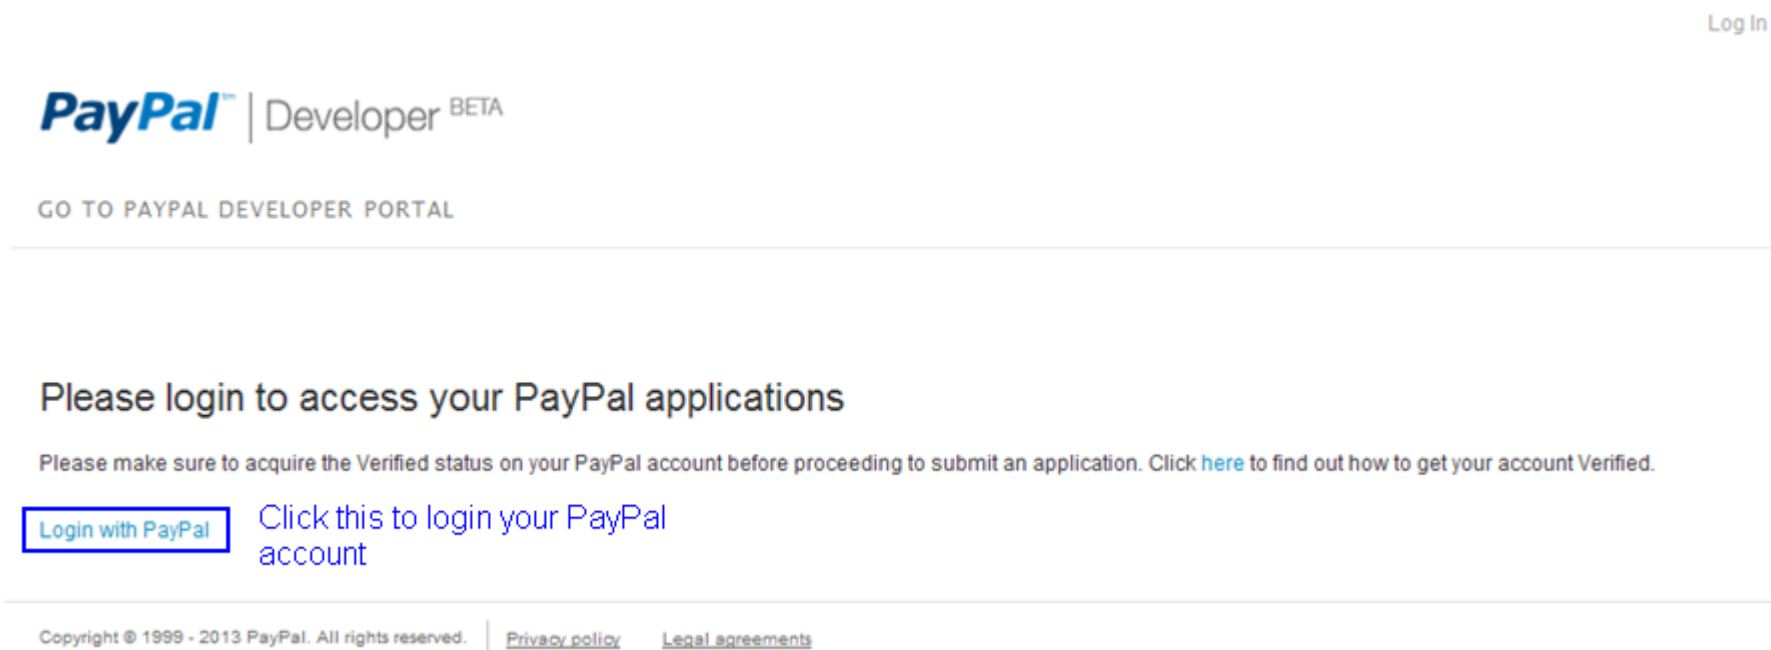 Log In
PayPal™ | Developer BETA
GO TO PAYPAL DEVELOPER PORTAL
Please login to access your PayPal applications
Please make sure to acquire the Verified status on your PayPal account before proceeding to submit an application. Click here to find out how to get your account Verified.
Login with PayPal
Click this to login your PayPal
account
Copyright © 1999 - 2013 PayPal. All rights reserved. | Privacy policy Legal agreements